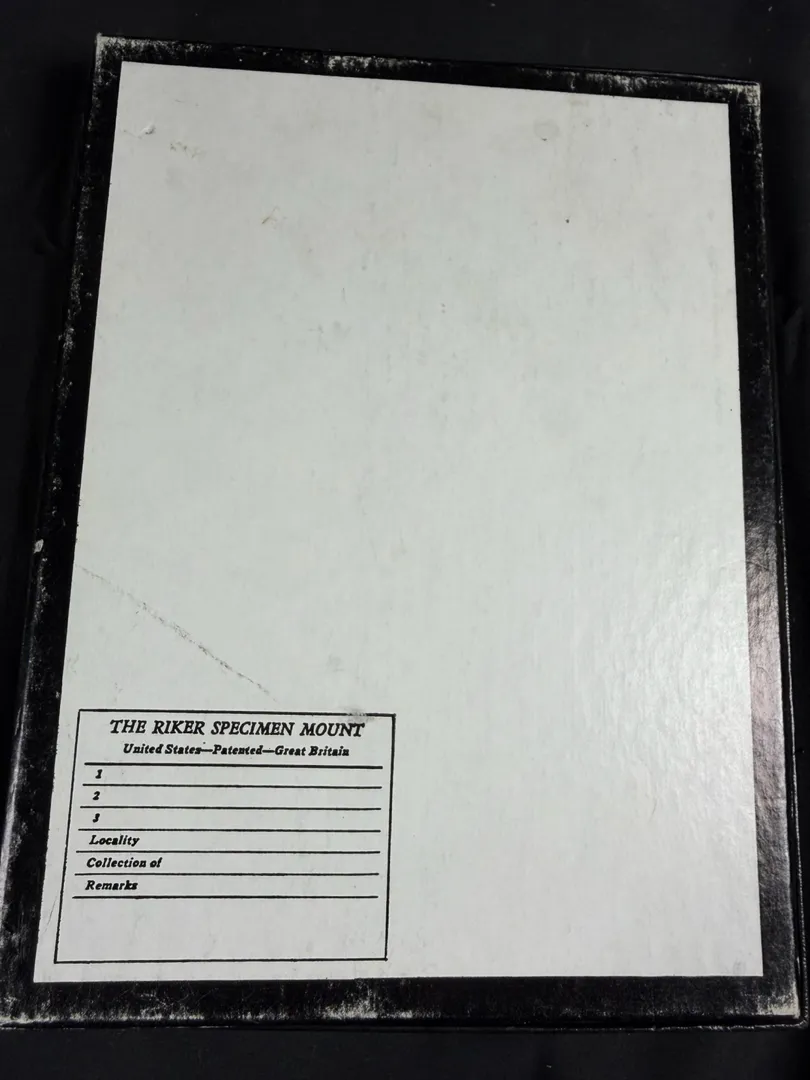 THE RIKER SPECIMEN MOUNT
United States—Patented—Great Britain
1
2
3
Locality
Collection of
Remarks